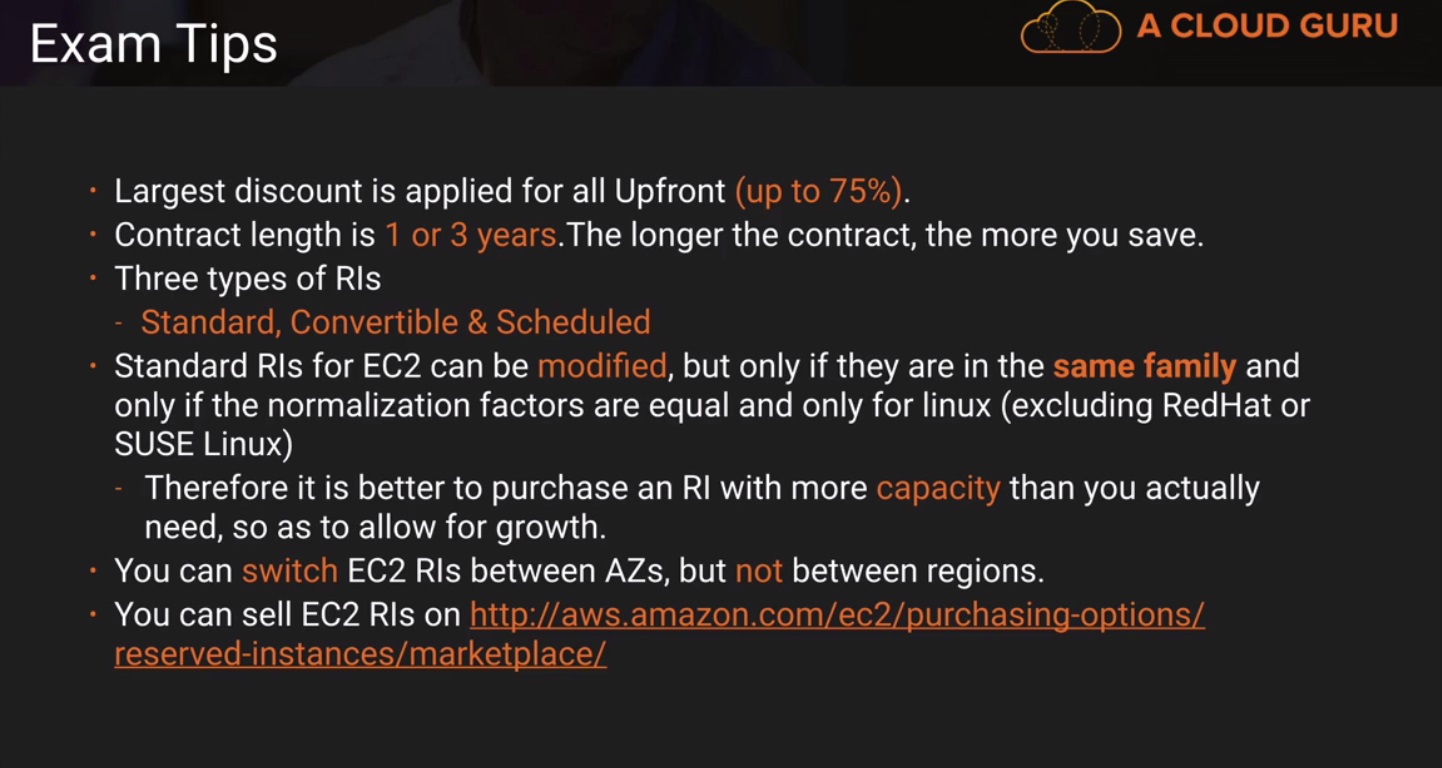 Exam Tips
A CLOUD GURU
• Largest discount is applied for all Upfront (up to 75%).
• Contract length is 1 or 3 years.The longer the contract, the more you save.
• Three types of RIs
- Standard, Convertible & Scheduled
• Standard RIs for EC2 can be modified, but only if they are in the same family and
only if the normalization factors are equal and only for linux (excluding RedHat or
SUSE Linux)
- Therefore it is better to purchase an RI with more capacity than you actually
need, so as to allow for growth.
• You can switch EC2 RIs between AZs, but not between regions.
• You can sell EC2 RIs on http://aws.amazon.com/ec2/purchasing-options/
reserved-instances/marketplace/